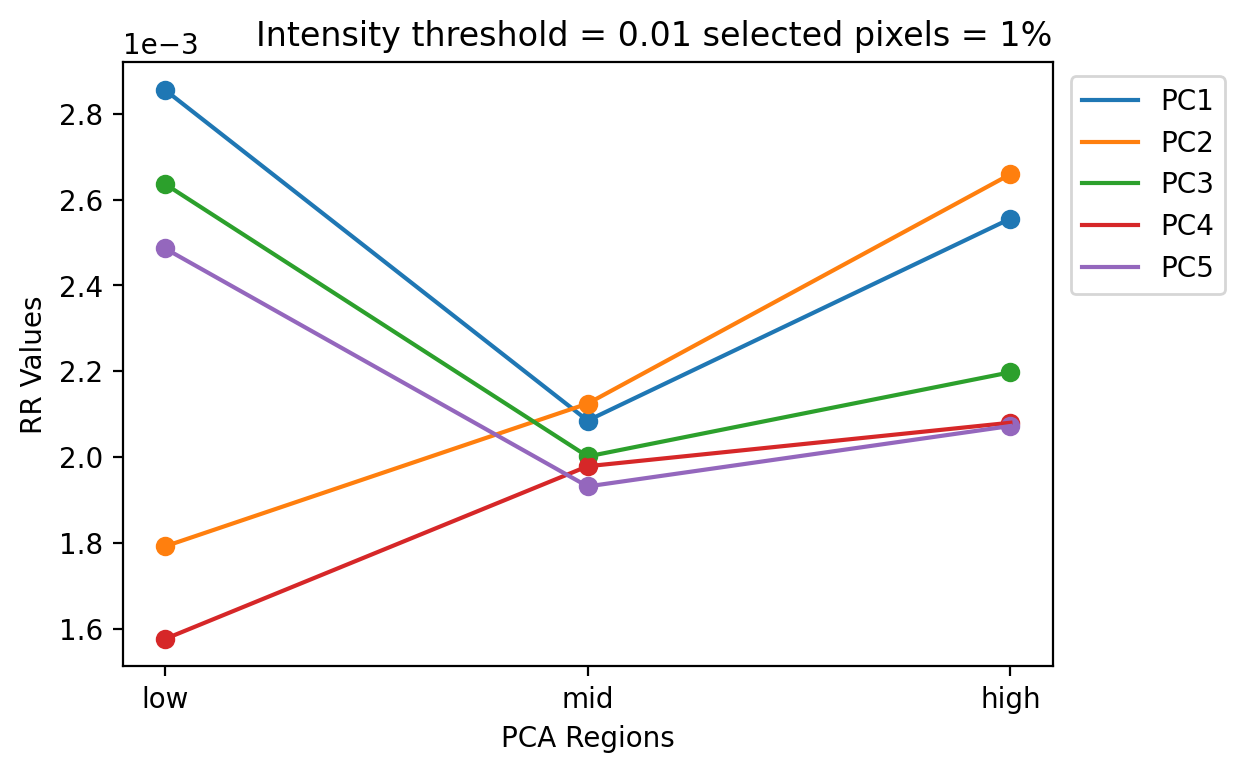 1e−3
Intensity threshold = 0.01 selected pixels = 1%
2.8
2.6
2.4
2.2
2.0
1.8
1.6
RR Values
low
mid
high
PCA Regions
PC1
PC2
PC3
PC4
PC5